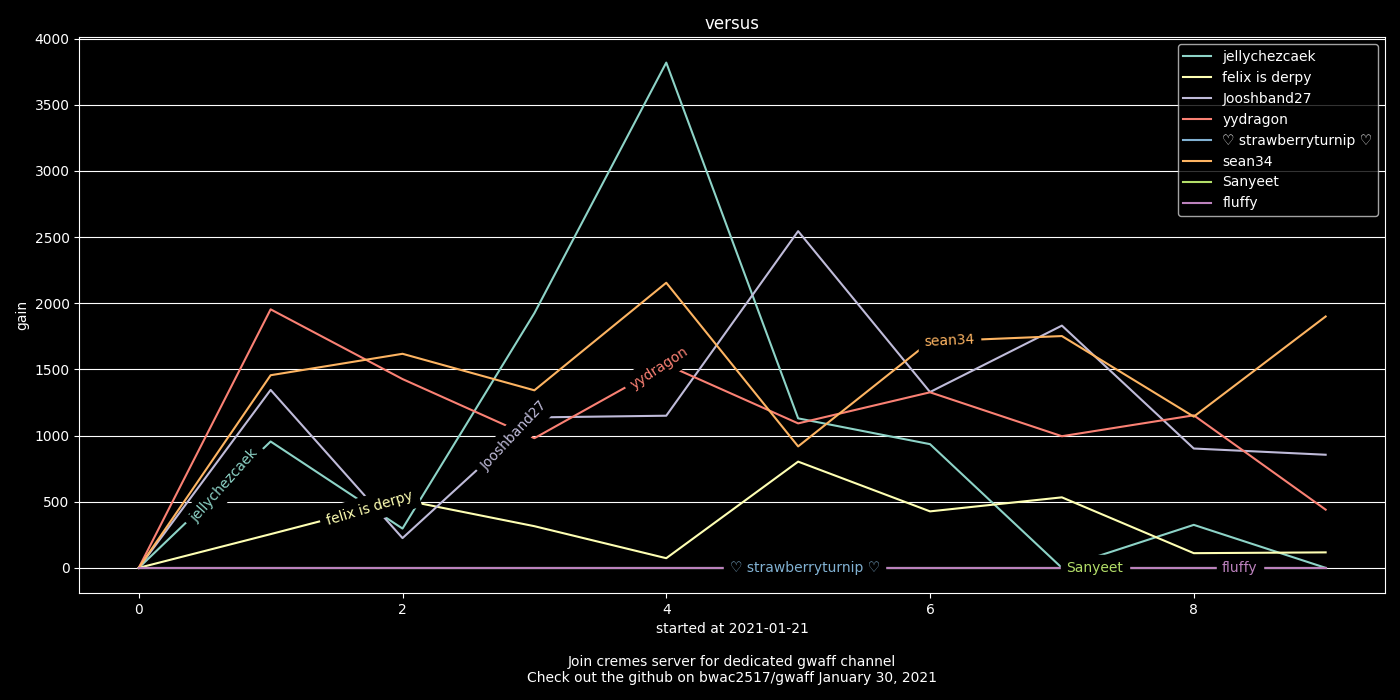 versus
4000
3500
3000
2500
2000
1500
1000
500
0
gain
jellychezcaek
felix is derpy
Jooshband27
yydragon
♡ strawberryturnip ♡
sean34
Sanyeet
fluffy
jellychezcaek
felix is derpy
Jooshband27
yydragon
sean34
♡ strawberryturnip ♡
Sanyeet
fluffy
0 2 4 6 8
started at 2021-01-21
Join cremes server for dedicated gwaff channel
Check out the github on bwac2517/gwaff January 30, 2021